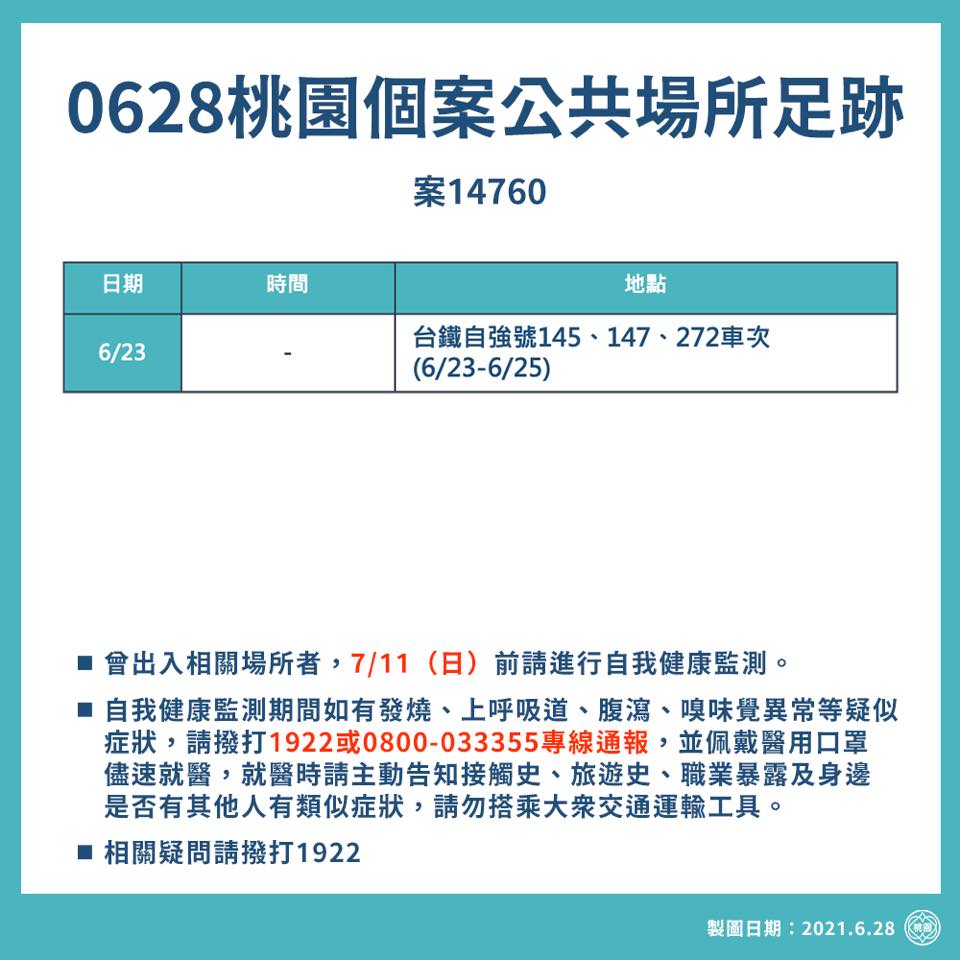 0628桃園個案公共場所足跡
案14760
日期 時間 地點
6/23 - 台鐵自強號145、147、272車次
(6/23-6/25)
■ 曾出入相關場所者，7/11（日）前請進行自我健康監測。
■ 自我健康監測期間如有發燒、上呼吸道、腹瀉、嗅味覺異常等疑似
症狀，請撥打1922或0800-033355專線通報，並佩戴醫用口罩
儘速就醫，就醫時請主動告知接觸史、旅遊史、職業暴露及身邊
是否有其他人有類似症狀，請勿搭乘大眾交通運輸工具。
■ 相關疑問請撥打1922
製圖日期：2021.6.28 桃園